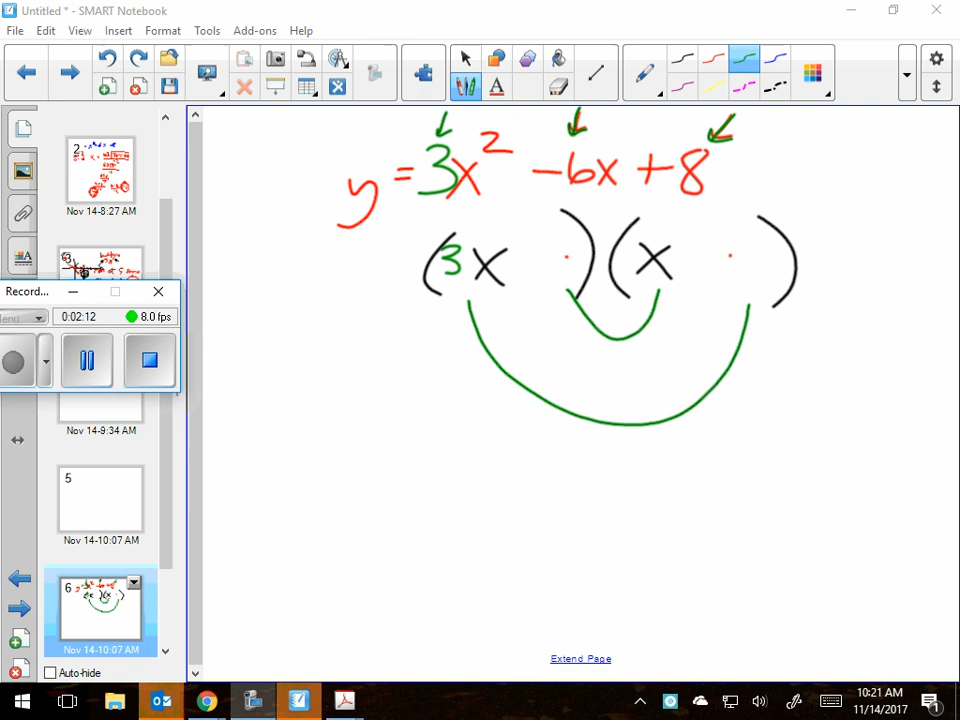 Untitled * - SMART Notebook
File Edit View Insert Format Tools Add-ons Help
2
Nov 14-8:27 AM
Record...
0:02:12 8.0 fps
Nov 14-9:34 AM
5
Nov 14-10:07 AM
6
Nov 14-10:07 AM
Auto-hide
y = 3x² - 6x + 8
(3x )(x )
Extend Page
10:21 AM
11/14/2017
1